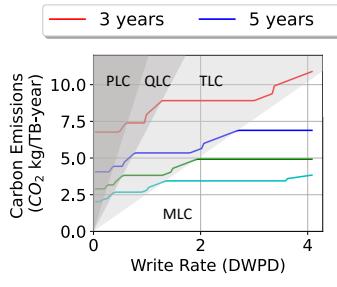 3 years 5 years
PLC QLC TLC
MLC
10.0
7.5
5.0
2.5
0.0
0 2 4
Carbon Emissions
(CO₂ kg/TB-year)
Write Rate (DWPD)